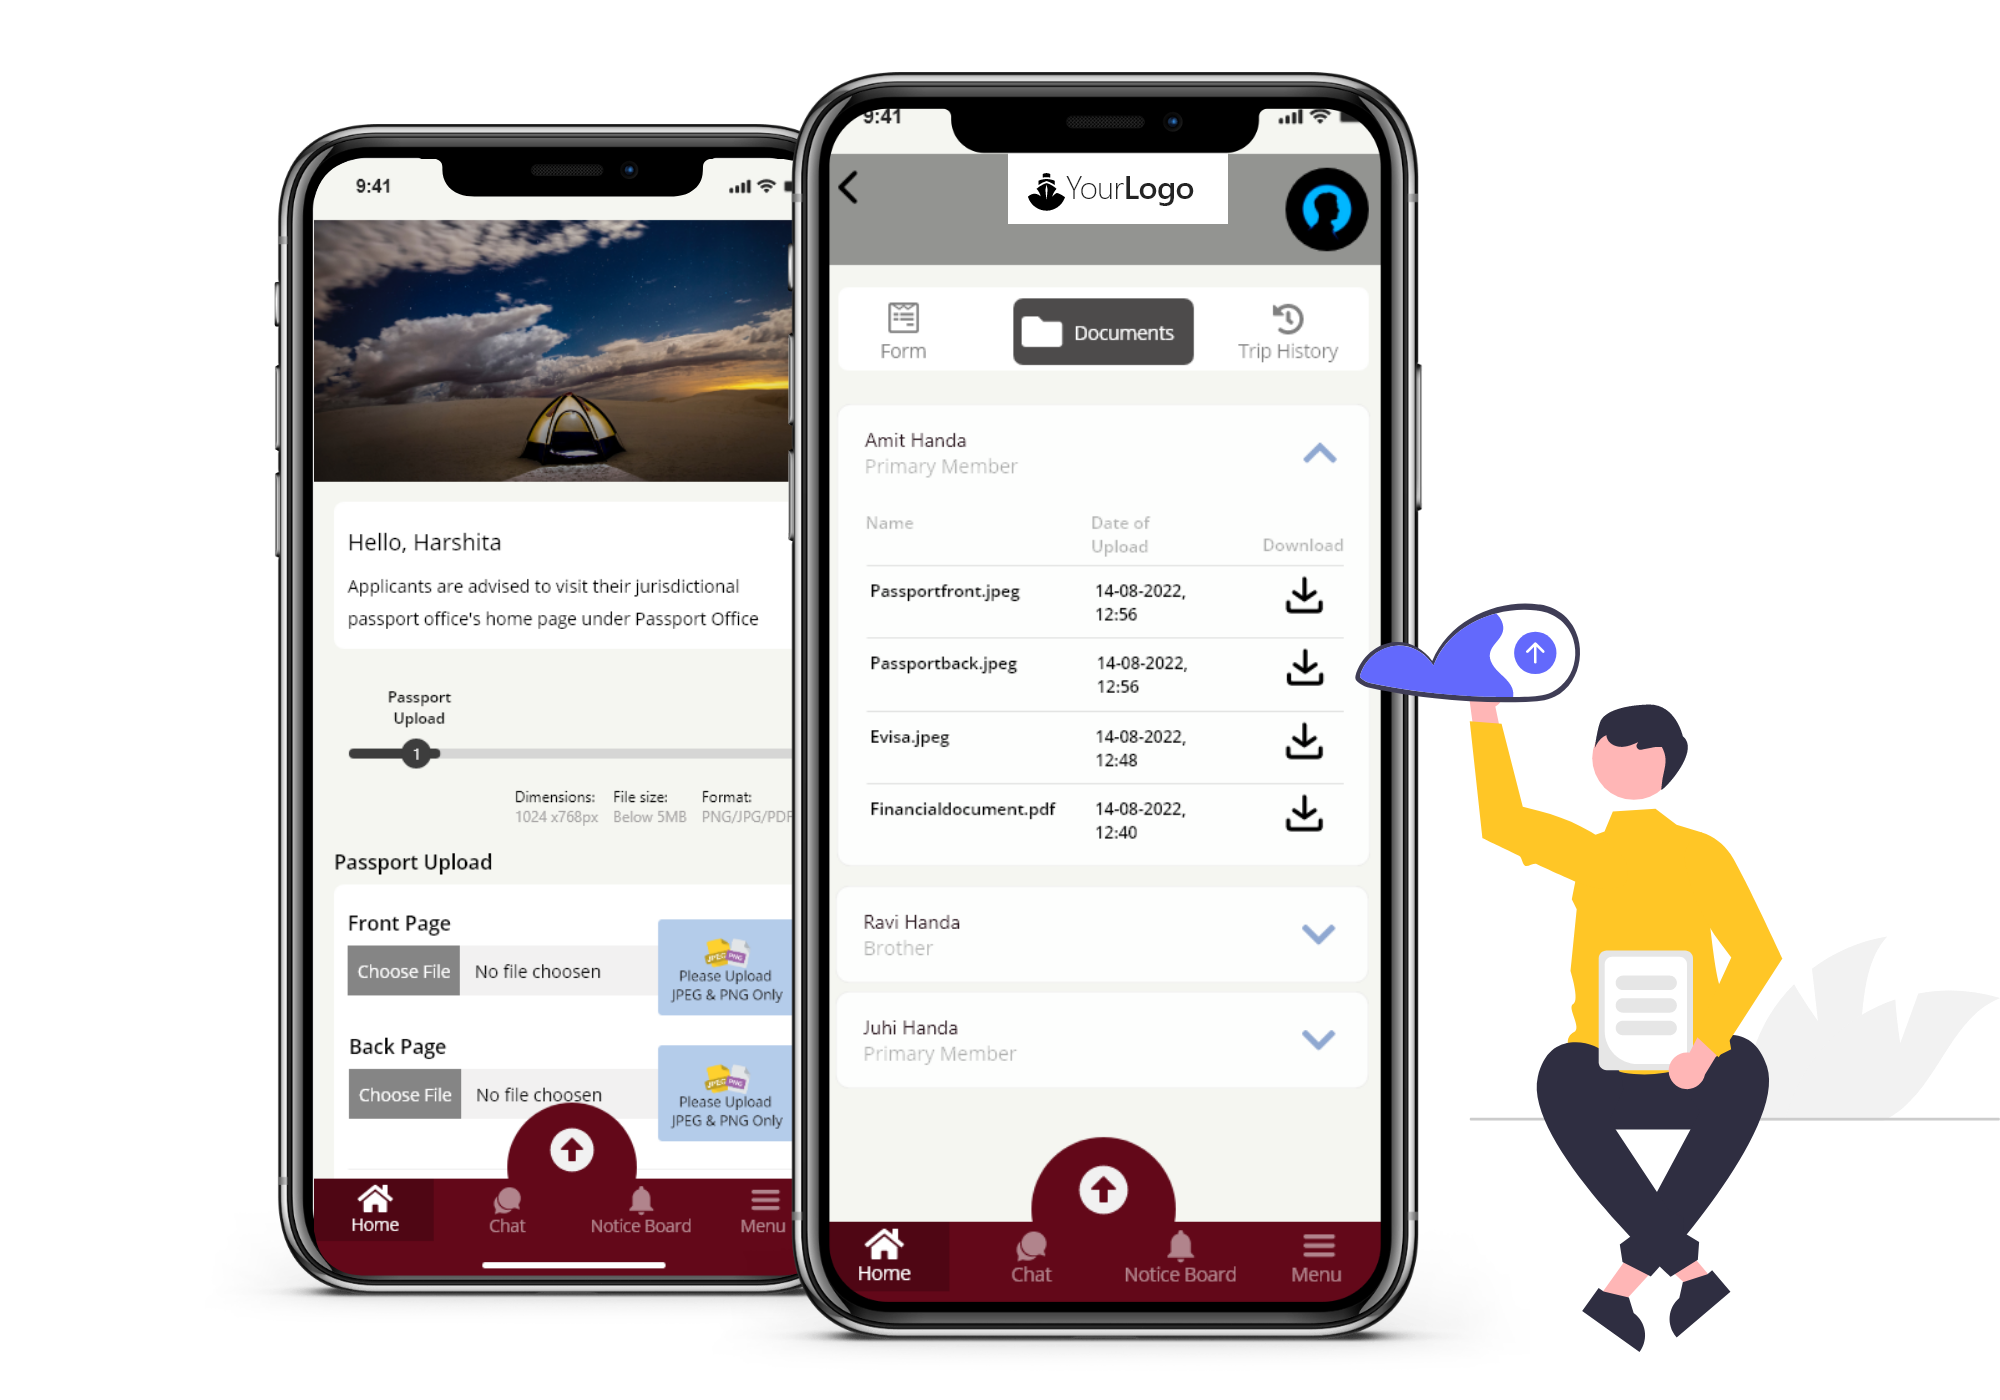 9:41
Hello, Harshita
Applicants are advised to visit their jurisdictional
passport office's home page under Passport Office
Passport
Upload
1
Dimensions: File size: Format:
1024 x768px Below 5MB PNG/JPG/PDF
Passport Upload
Front Page
Choose File No file choosen
JPEG PNG
Please Upload
JPEG & PNG Only
Back Page
Choose File No file choosen
JPEG PNG
Please Upload
JPEG & PNG Only
Home Chat Notice Board Menu
9:41
YourLogo
Form Documents Trip History
Amit Handa
Primary Member
Name Date of
Upload Download
Passportfront.jpeg 14-08-2022,
12:56
Passportback.jpeg 14-08-2022,
12:56
Evisa.jpeg 14-08-2022,
12:48
Financialdocument.pdf 14-08-2022,
12:40
Ravi Handa
Brother
Juhi Handa
Primary Member
Home Chat Notice Board Menu